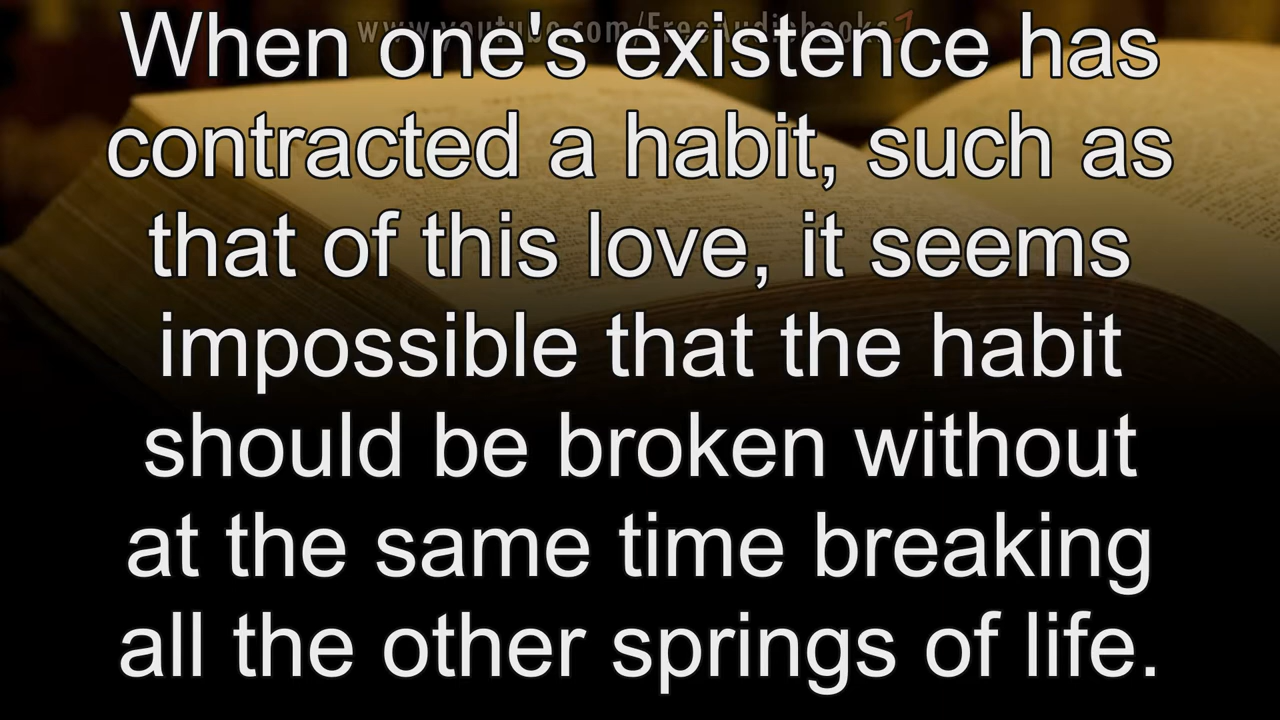 www.youtube.com/FreeAudiobooks1
When one's existence has
contracted a habit, such as
that of this love, it seems
impossible that the habit
should be broken without
at the same time breaking
all the other springs of life.